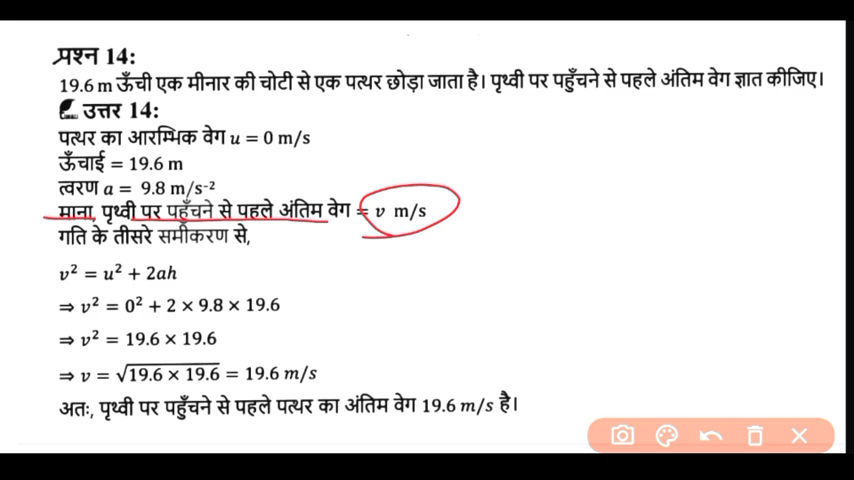 प्रश्न 14:
19.6 m ऊँची एक मीनार की चोटी से एक पत्थर छोड़ा जाता है। पृथ्वी पर पहुँचने से पहले अंतिम वेग ज्ञात कीजिए।
उत्तर 14:
पत्थर का आरम्भिक वेग u = 0 m/s
ऊँचाई = 19.6 m
त्वरण a = 9.8 m/s⁻²
माना, पृथ्वी पर पहुँचने से पहले अंतिम वेग = v m/s
गति के तीसरे समीकरण से,
v² = u² + 2ah
⇒ v² = 0² + 2 × 9.8 × 19.6
⇒ v² = 19.6 × 19.6
⇒ v = √19.6 × 19.6 = 19.6 m/s
अतः, पृथ्वी पर पहुँचने से पहले पत्थर का अंतिम वेग 19.6 m/s है।